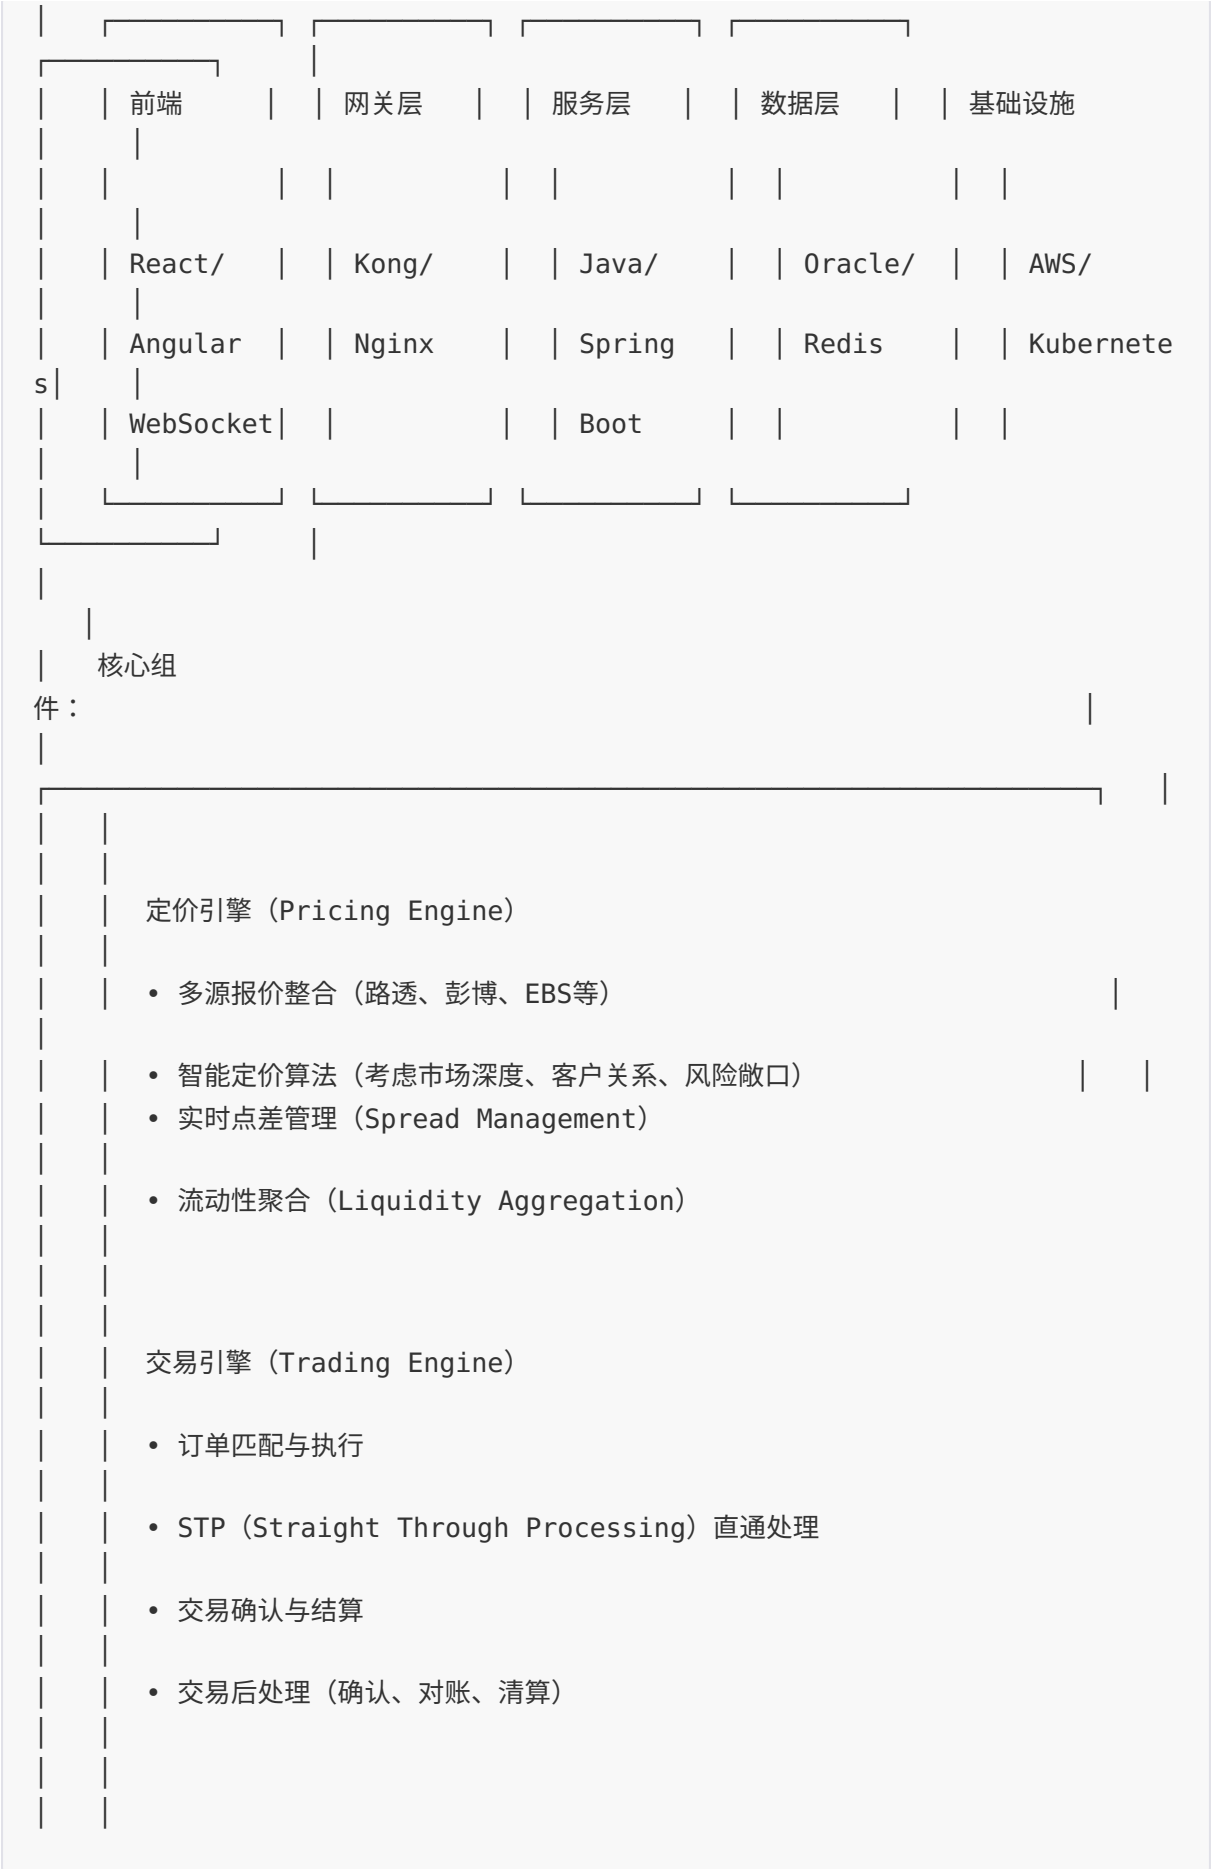 前端 网关层 服务层 数据层 基础设施
React/ Kong/ Java/ Oracle/ AWS/
Angular Nginx Spring Redis Kubernete
s
WebSocket Boot
核心组
件：
定价引擎（Pricing Engine）
• 多源报价整合（路透、彭博、EBS等）
• 智能定价算法（考虑市场深度、客户关系、风险敞口）
• 实时点差管理（Spread Management）
• 流动性聚合（Liquidity Aggregation）
交易引擎（Trading Engine）
• 订单匹配与执行
• STP（Straight Through Processing）直通处理
• 交易确认与结算
• 交易后处理（确认、对账、清算）